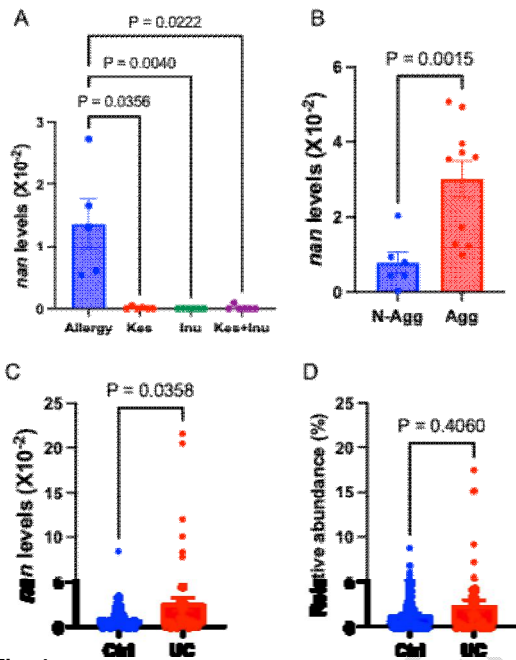 A
P = 0.0222
P = 0.0040
P = 0.0356
nan levels (X10-2)
3
2
1
0
Allergy Kes Inu Kes+Inu
B
P = 0.0015
nan levels (X10-2)
6
4
2
0
N-Agg Agg
C
P = 0.0358
nan levels (X10-2)
25
20
15
10
5
0
Ctrl UC
D
P = 0.4060
Relative abundance (%)
25
20
15
10
5
0
Ctrl UC